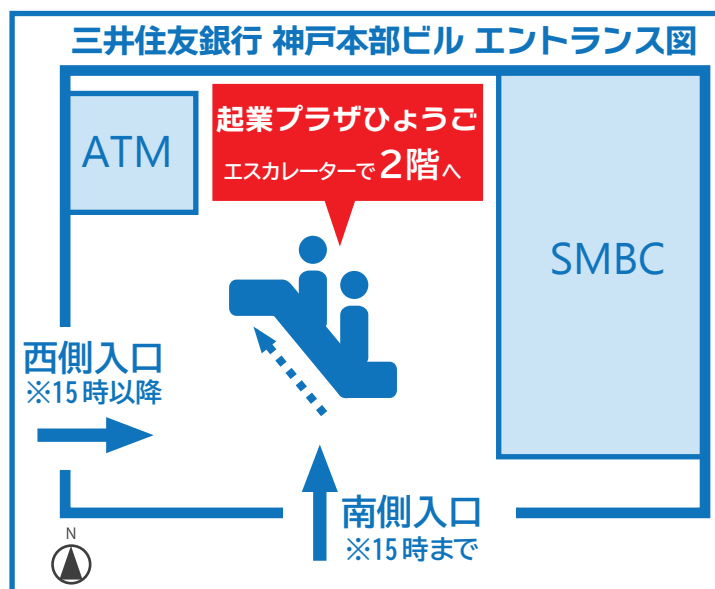 三井住友銀行 神戸本部ビル エントランス図
ATM
起業プラザひょうご
エスカレーターで2階へ
SMBC
西側入口
※15時以降
南側入口
※15時まで
N